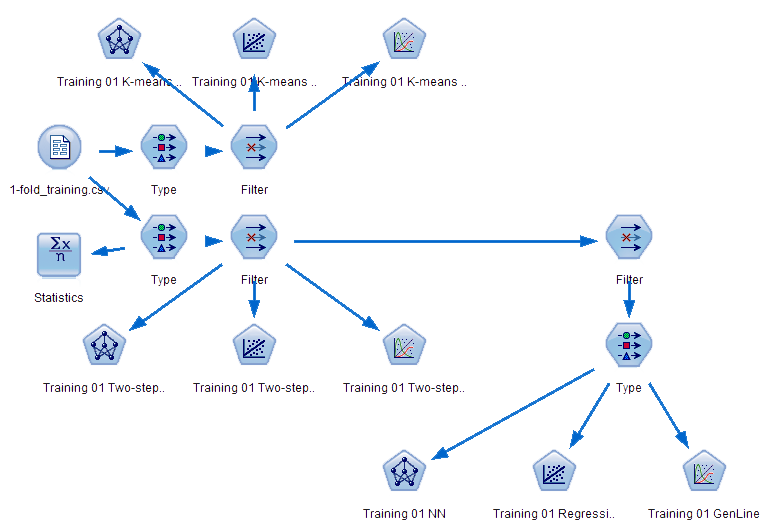 Training 01 K-means ..
Training 01 K-means ..
Training 01 K-means ..
1-fold_training.csv
Type
Filter
Σx
n
Statistics
Type
Filter
Filter
Training 01 Two-step..
Training 01 Two-step..
Training 01 Two-step..
Type
Training 01 NN
Training 01 Regressi..
Training 01 GenLine